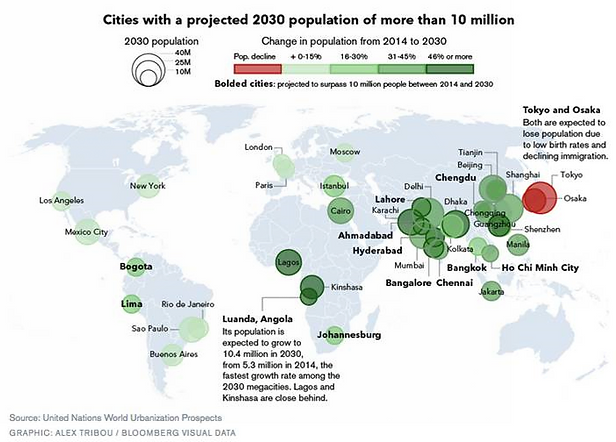 Cities with a projected 2030 population of more than 10 million
2030 population
40M
25M
10M
Change in population from 2014 to 2030
Pop. decline
+ 0-15%
16-30%
31-45%
46% or more
Bolded cities: projected to surpass 10 million people between 2014 and 2030
Tokyo and Osaka
Both are expected to
lose population due
to low birth rates and
declining immigration.
London
Moscow
Paris
Istanbul
Cairo
New York
Los Angeles
Mexico City
Tianjin
Beijing
Chengdu
Shanghai
Tokyo
Osaka
Delhi
Lahore
Karachi
Dhaka
Chongqing
Guangzhou
Shenzhen
Ahmadabad
Hyderabad
Kolkata
Manila
Mumbai
Bangkok
Ho Chi Minh City
Bangalore
Chennai
Jakarta
Bogota
Lima
Rio de Janeiro
Sao Paulo
Buenos Aires
Lagos
Kinshasa
Johannesburg
Luanda, Angola
Its population is
expected to grow to
10.4 million in 2030,
from 5.3 million in 2014, the
fastest growth rate among the
2030 megacities. Lagos and
Kinshasa are close behind.
Source: United Nations World Urbanization Prospects
GRAPHIC: ALEX TRIBOU / BLOOMBERG VISUAL DATA